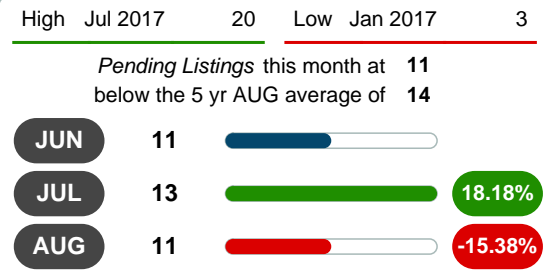 High Jul 2017 20 Low Jan 2017 3
Pending Listings this month at 11
below the 5 yr AUG average of 14
JUN 11
JUL 13 18.18%
AUG 11 -15.38%